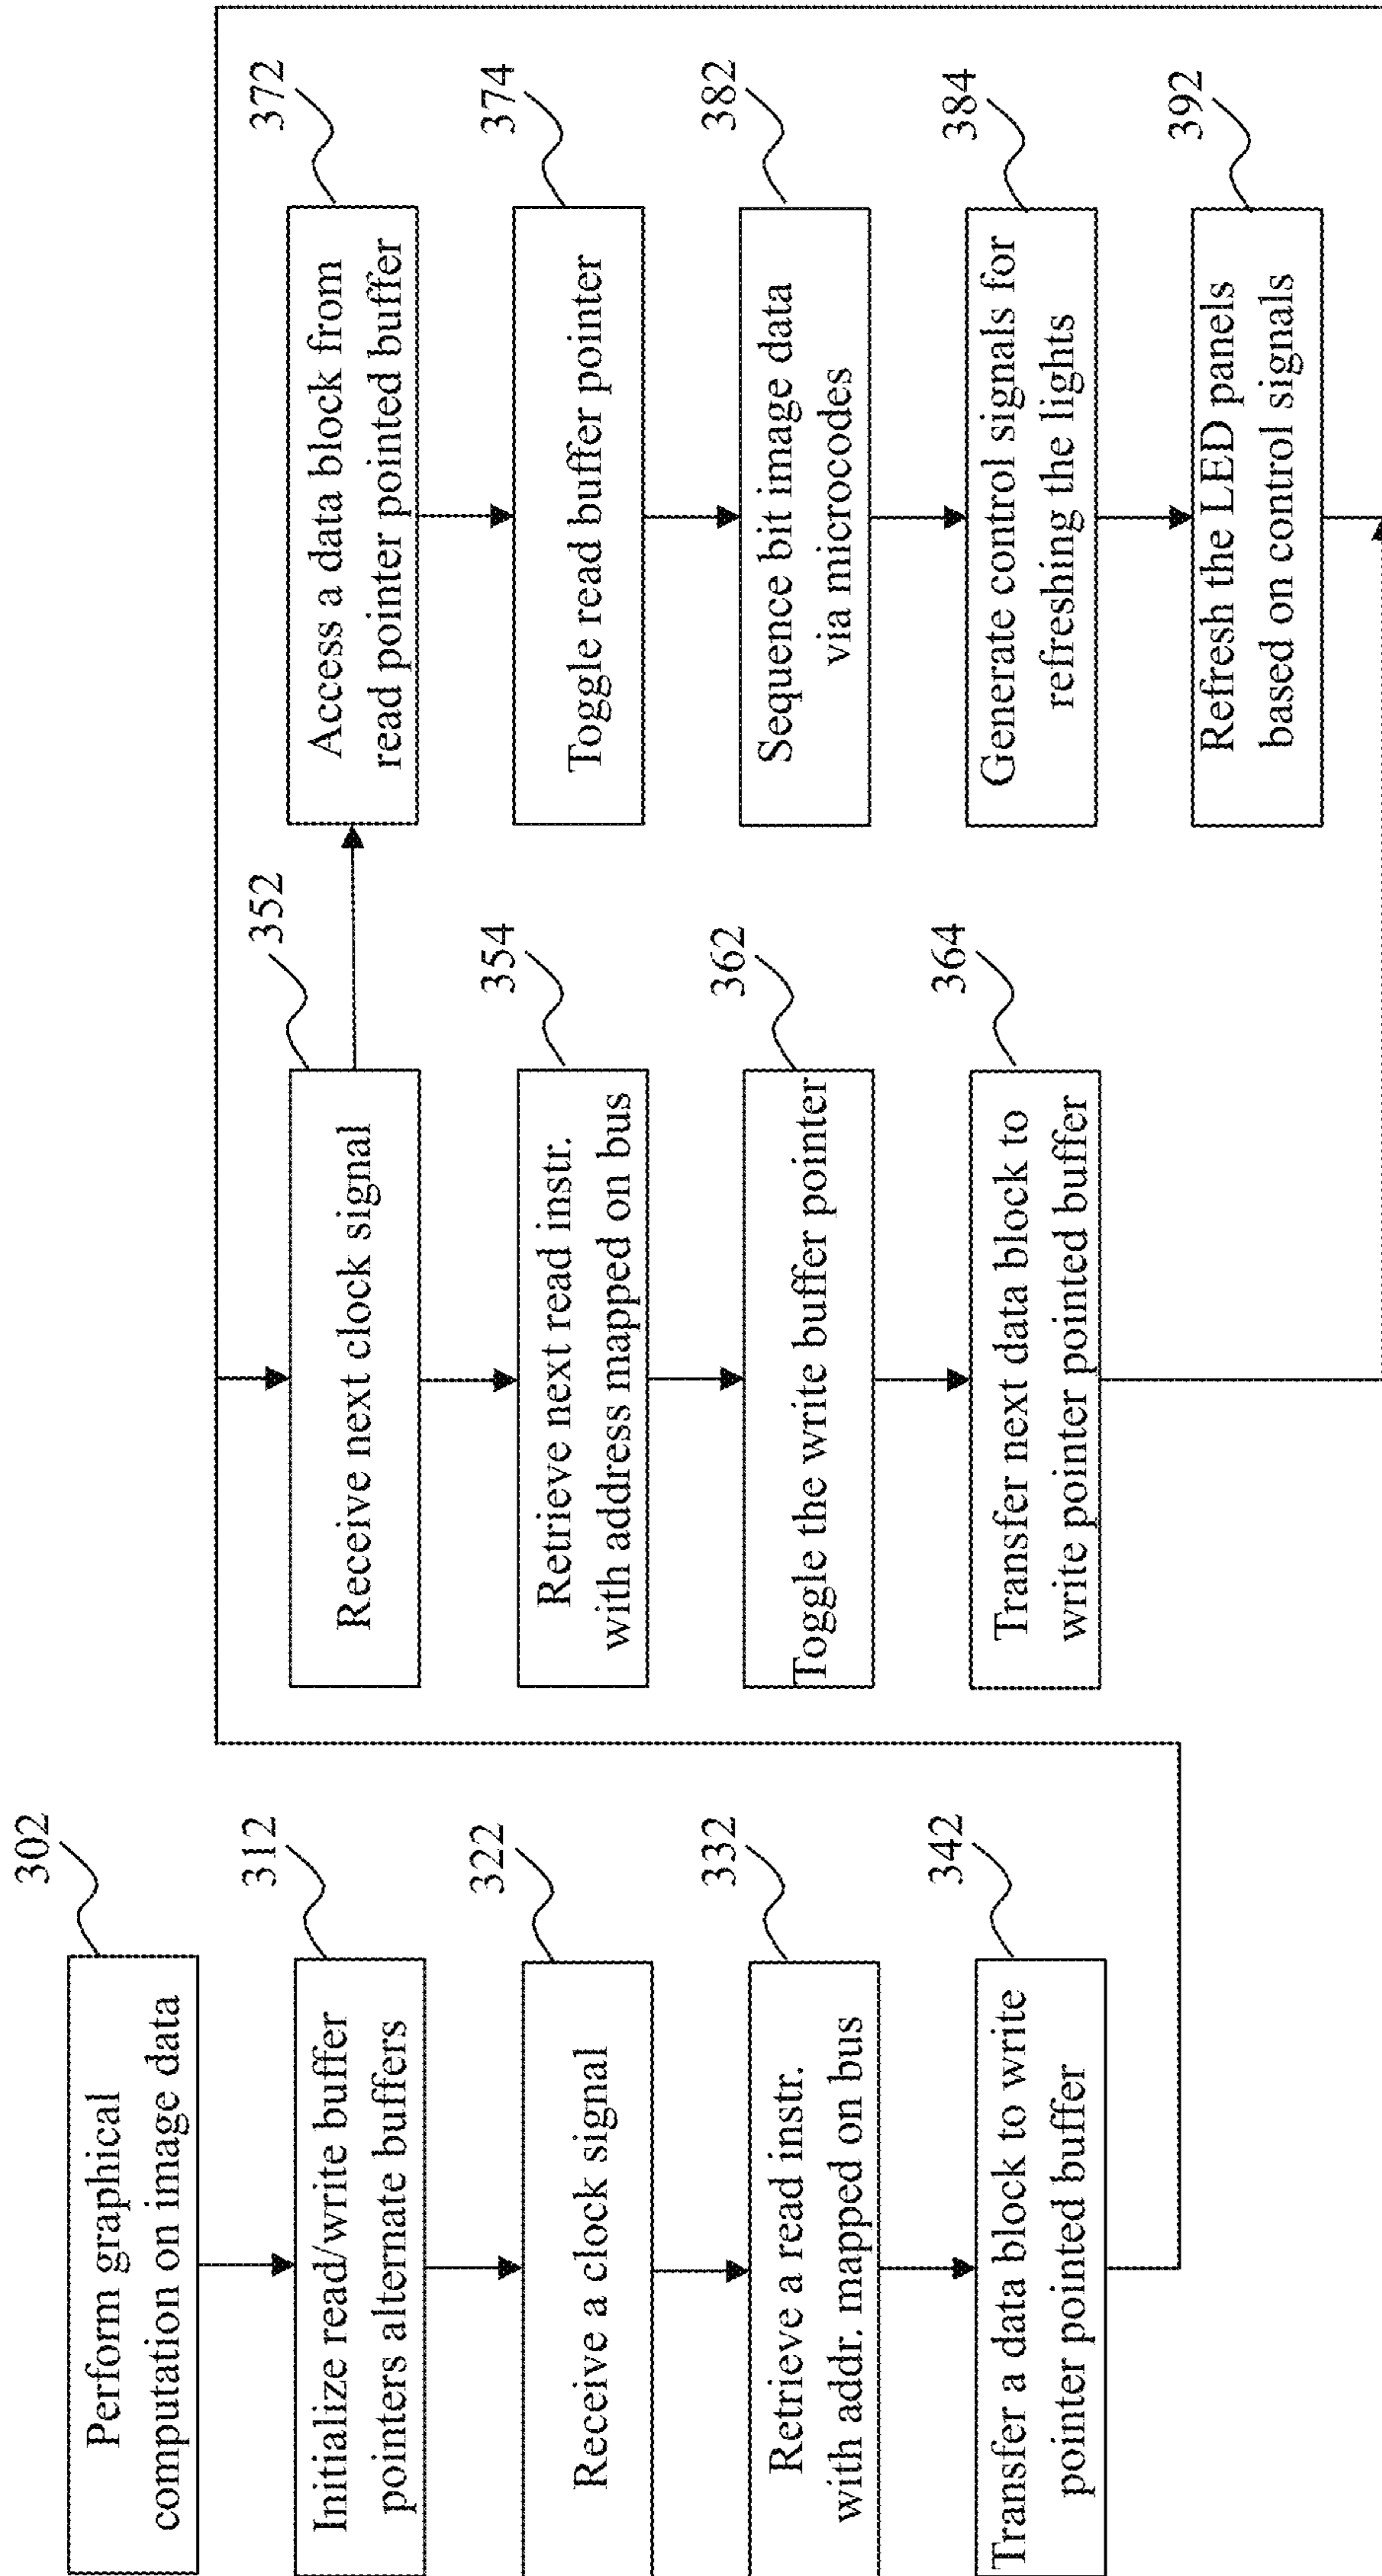 302
Perform graphical
computation on image data
312
Initialize read/write buffer
pointers alternate buffers
322
Receive a clock signal
332
Retrieve a read instr.
with addr. mapped on bus
342
Transfer a data block to write
pointer pointed buffer
352
Receive next clock signal
354
Retrieve next read instr.
with address mapped on bus
362
Toggle the write buffer pointer
364
Transfer next data block to
write pointer pointed buffer
372
Access a data block from
read pointer pointed buffer
374
Toggle read buffer pointer
382
Sequence bit image data
via microcodes
384
Generate control signals for
refreshing the lights
392
Refresh the LED panels
based on control signals